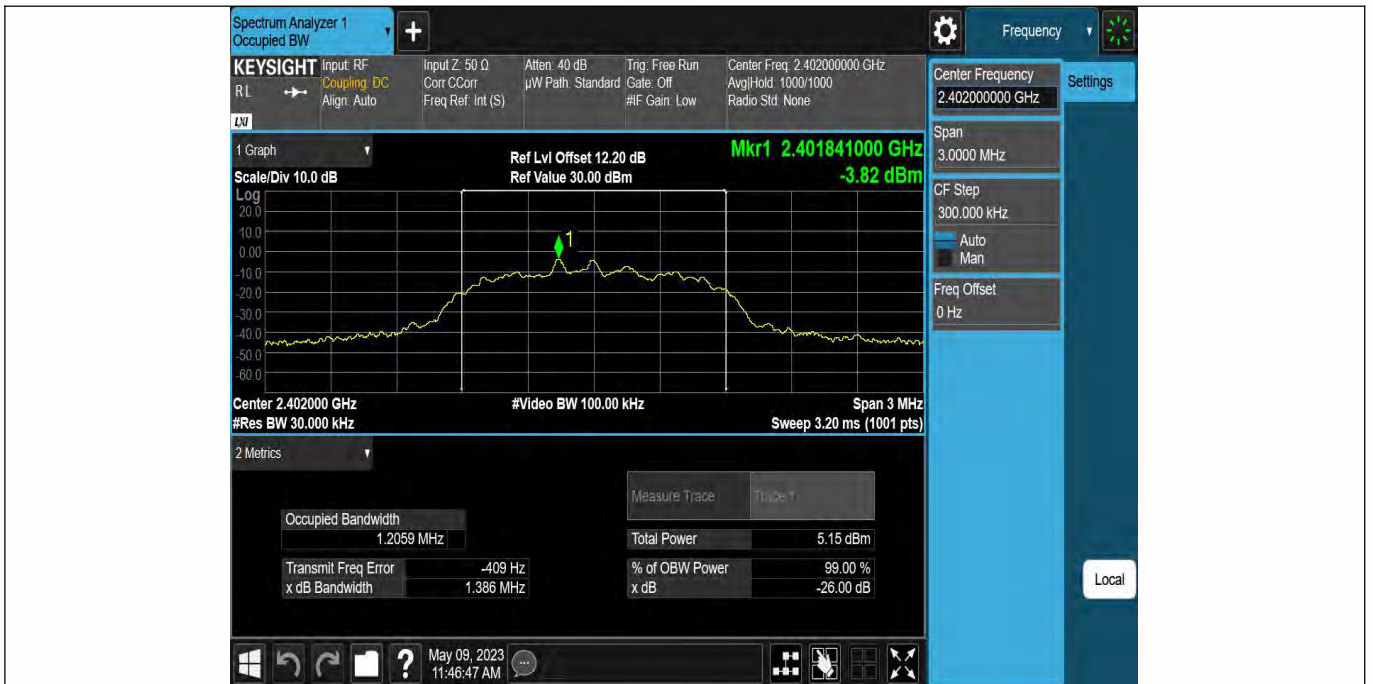 Spectrum Analyzer 1
Occupied BW
+
Frequency
KEYSIGHT
RL
LXI
Input: RF
Coupling: DC
Align: Auto
Input Z: 50 Ω
Corr CCorr
Freq Ref: Int (S)
Atten: 40 dB
µW Path: Standard
Trig: Free Run
Gate: Off
#IF Gain: Low
Center Freq: 2.402000000 GHz
Avg|Hold: 1000/1000
Radio Std: None
Center Frequency
2.402000000 GHz
Settings
Span
3.0000 MHz
CF Step
300.000 kHz
Auto
Man
Freq Offset
0 Hz
Local
1 Graph
Scale/Div 10.0 dB
Ref Lvl Offset 12.20 dB
Ref Value 30.00 dBm
Mkr1 2.401841000 GHz
-3.82 dBm
Log
20.0
10.0
0.00
-10.0
-20.0
-30.0
-40.0
-50.0
-60.0
1
Center 2.402000 GHz
#Video BW 100.00 kHz
Span 3 MHz
#Res BW 30.000 kHz
Sweep 3.20 ms (1001 pts)
2 Metrics
Measure Trace
Trace 1
Occupied Bandwidth
1.2059 MHz
Total Power
5.15 dBm
Transmit Freq Error
-409 Hz
% of OBW Power
99.00 %
x dB Bandwidth
1.386 MHz
x dB
-26.00 dB
?
May 09, 2023
11:46:47 AM